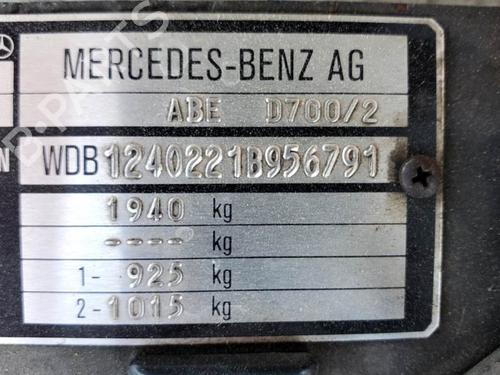 MERCEDES-BENZ AG
ABE D700/2
N WDB1240221B956791
1940 kg
---- kg
1- 925 kg
2- 1015 kg